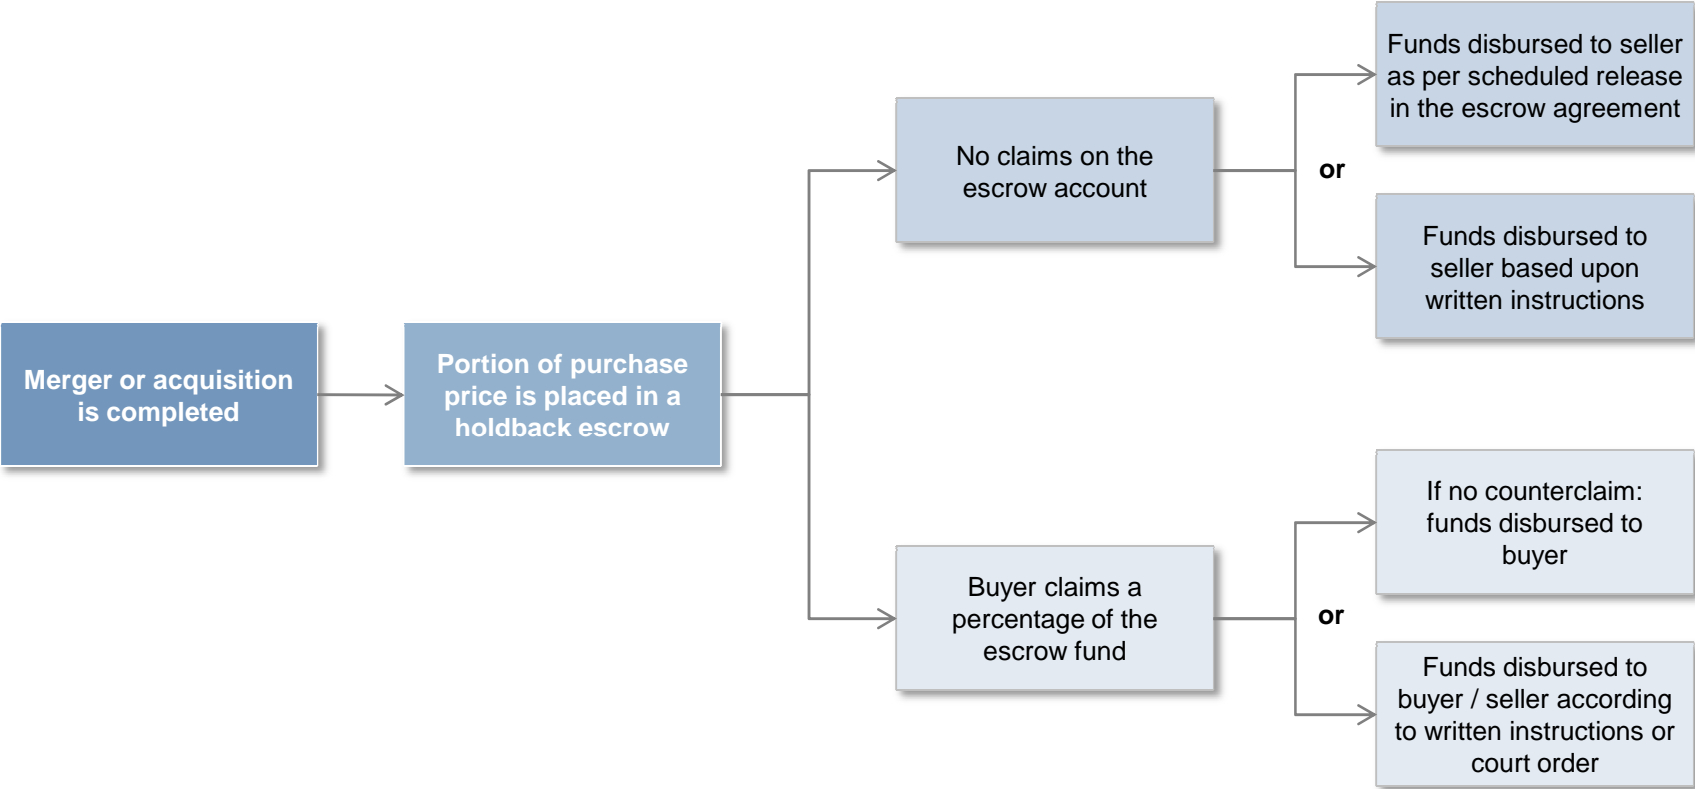 Merger or acquisition
is completed
Portion of purchase
price is placed in a
holdback escrow
No claims on the
escrow account
Funds disbursed to seller
as per scheduled release
in the escrow agreement
or
Funds disbursed to
seller based upon
written instructions
Buyer claims a
percentage of the
escrow fund
If no counterclaim:
funds disbursed to
buyer
or
Funds disbursed to
buyer / seller according
to written instructions or
court order